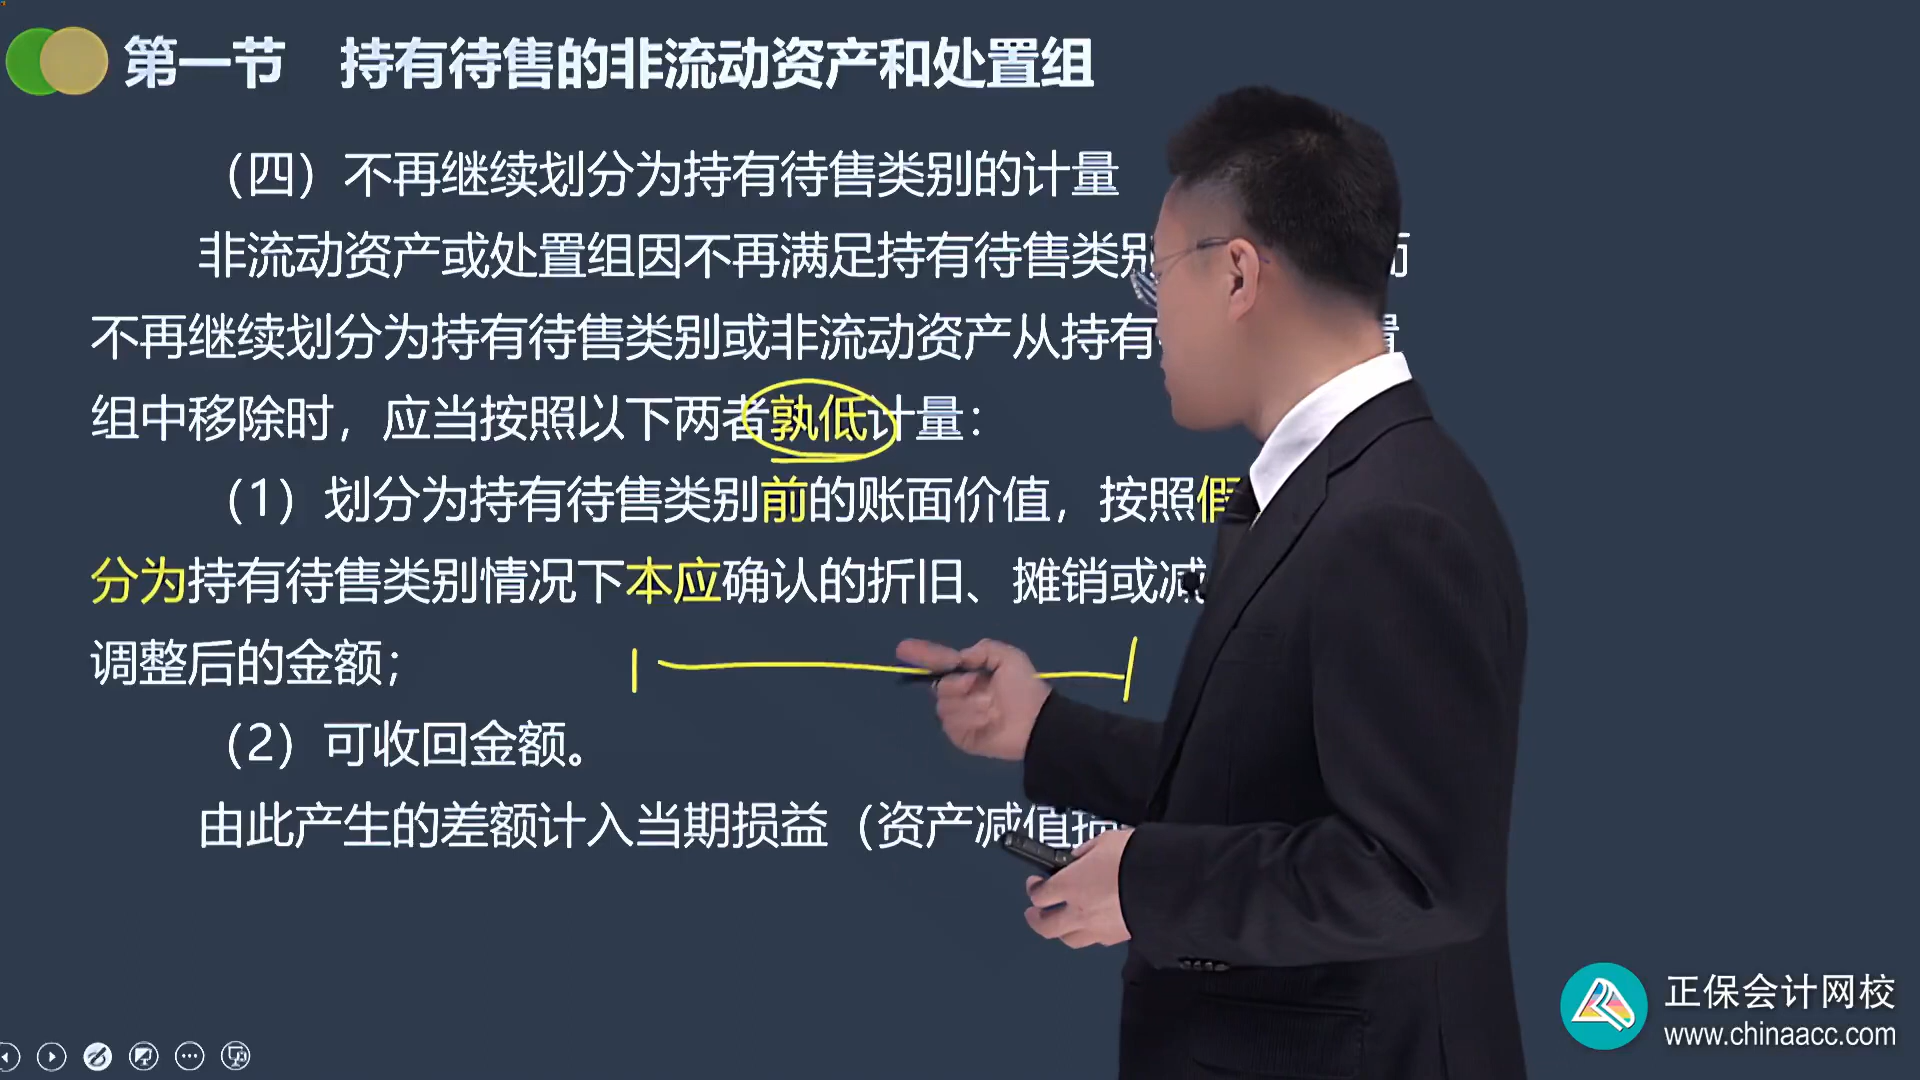 第一节 持有待售的非流动资产和处置组
（四）不再继续划分为持有待售类别的计量
非流动资产或处置组因不再满足持有待售类别
不再继续划分为持有待售类别或非流动资产从持有
组中移除时，应当按照以下两者孰低计量：
（1）划分为持有待售类别前的账面价值，按照假
分为持有待售类别情况下本应确认的折旧、摊销或减
调整后的金额；
（2）可收回金额。
由此产生的差额计入当期损益（资产减值损
正保会计网校
www.chinaacc.com